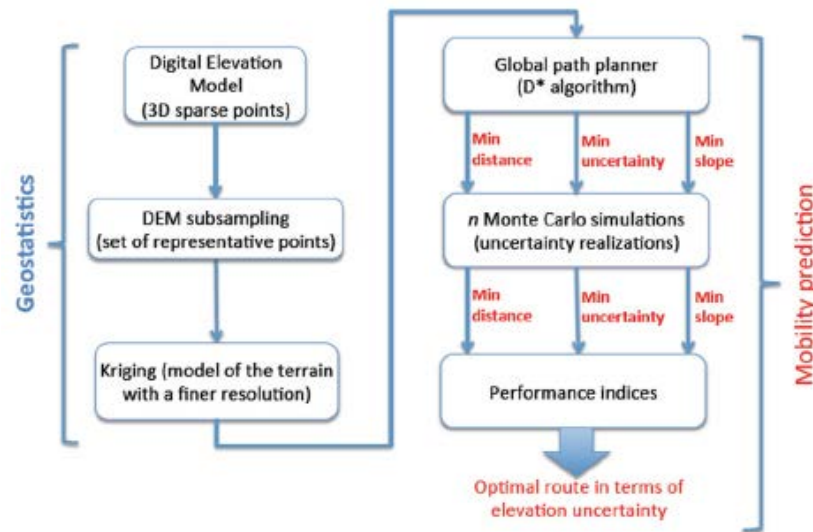 Geostatistics
Digital Elevation
Model
(3D sparse points)
DEM subsampling
(set of representative points)
Kriging (model of the terrain
with a finer resolution)
Global path planner
(D* algorithm)
Min
distance
Min
uncertainty
Min
slope
n Monte Carlo simulations
(uncertainty realizations)
Min
distance
Min
uncertainty
Min
slope
Performance indices
Optimal route in terms of
elevation uncertainty
Mobility prediction